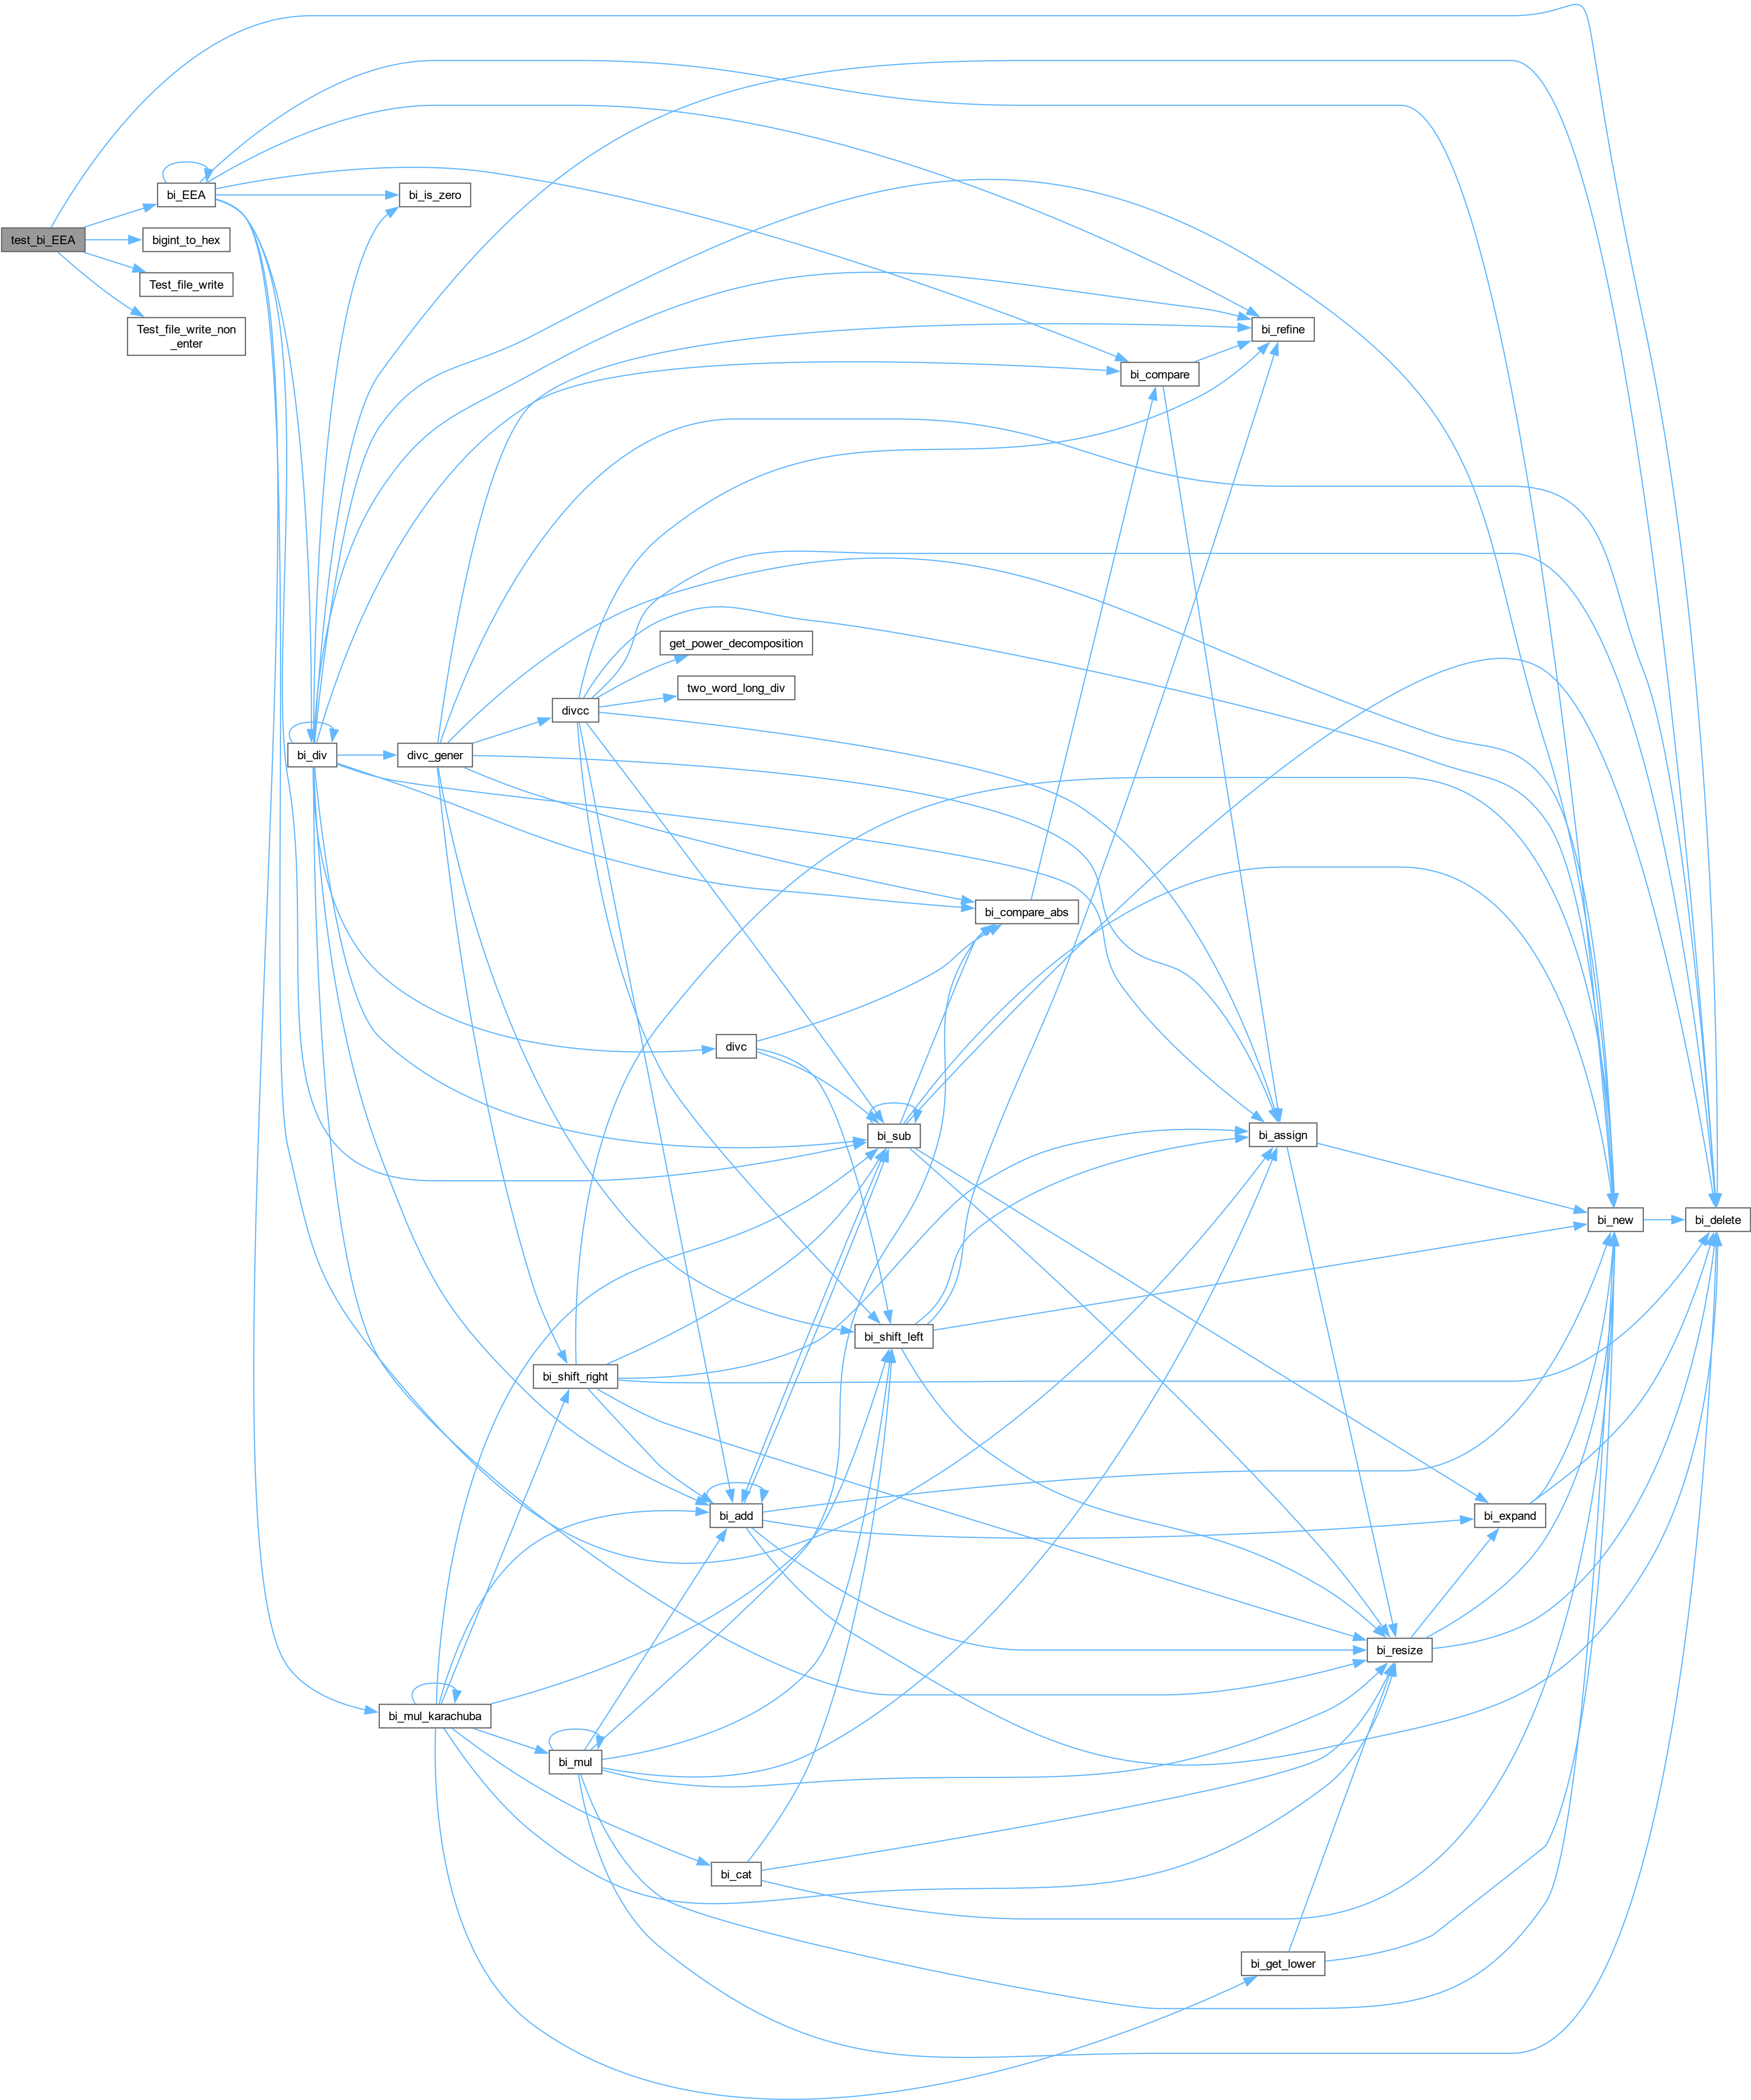 bi_EEA
bi_is_zero
test_bi_EEA
bigint_to_hex
Test_file_write
Test_file_write_non
_enter
bi_refine
bi_compare
get_power_decomposition
two_word_long_div
divcc
bi_div
divc_gener
bi_compare_abs
divc
bi_sub
bi_assign
bi_new
bi_delete
bi_shift_left
bi_shift_right
bi_add
bi_expand
bi_resize
bi_mul_karachuba
bi_mul
bi_cat
bi_get_lower